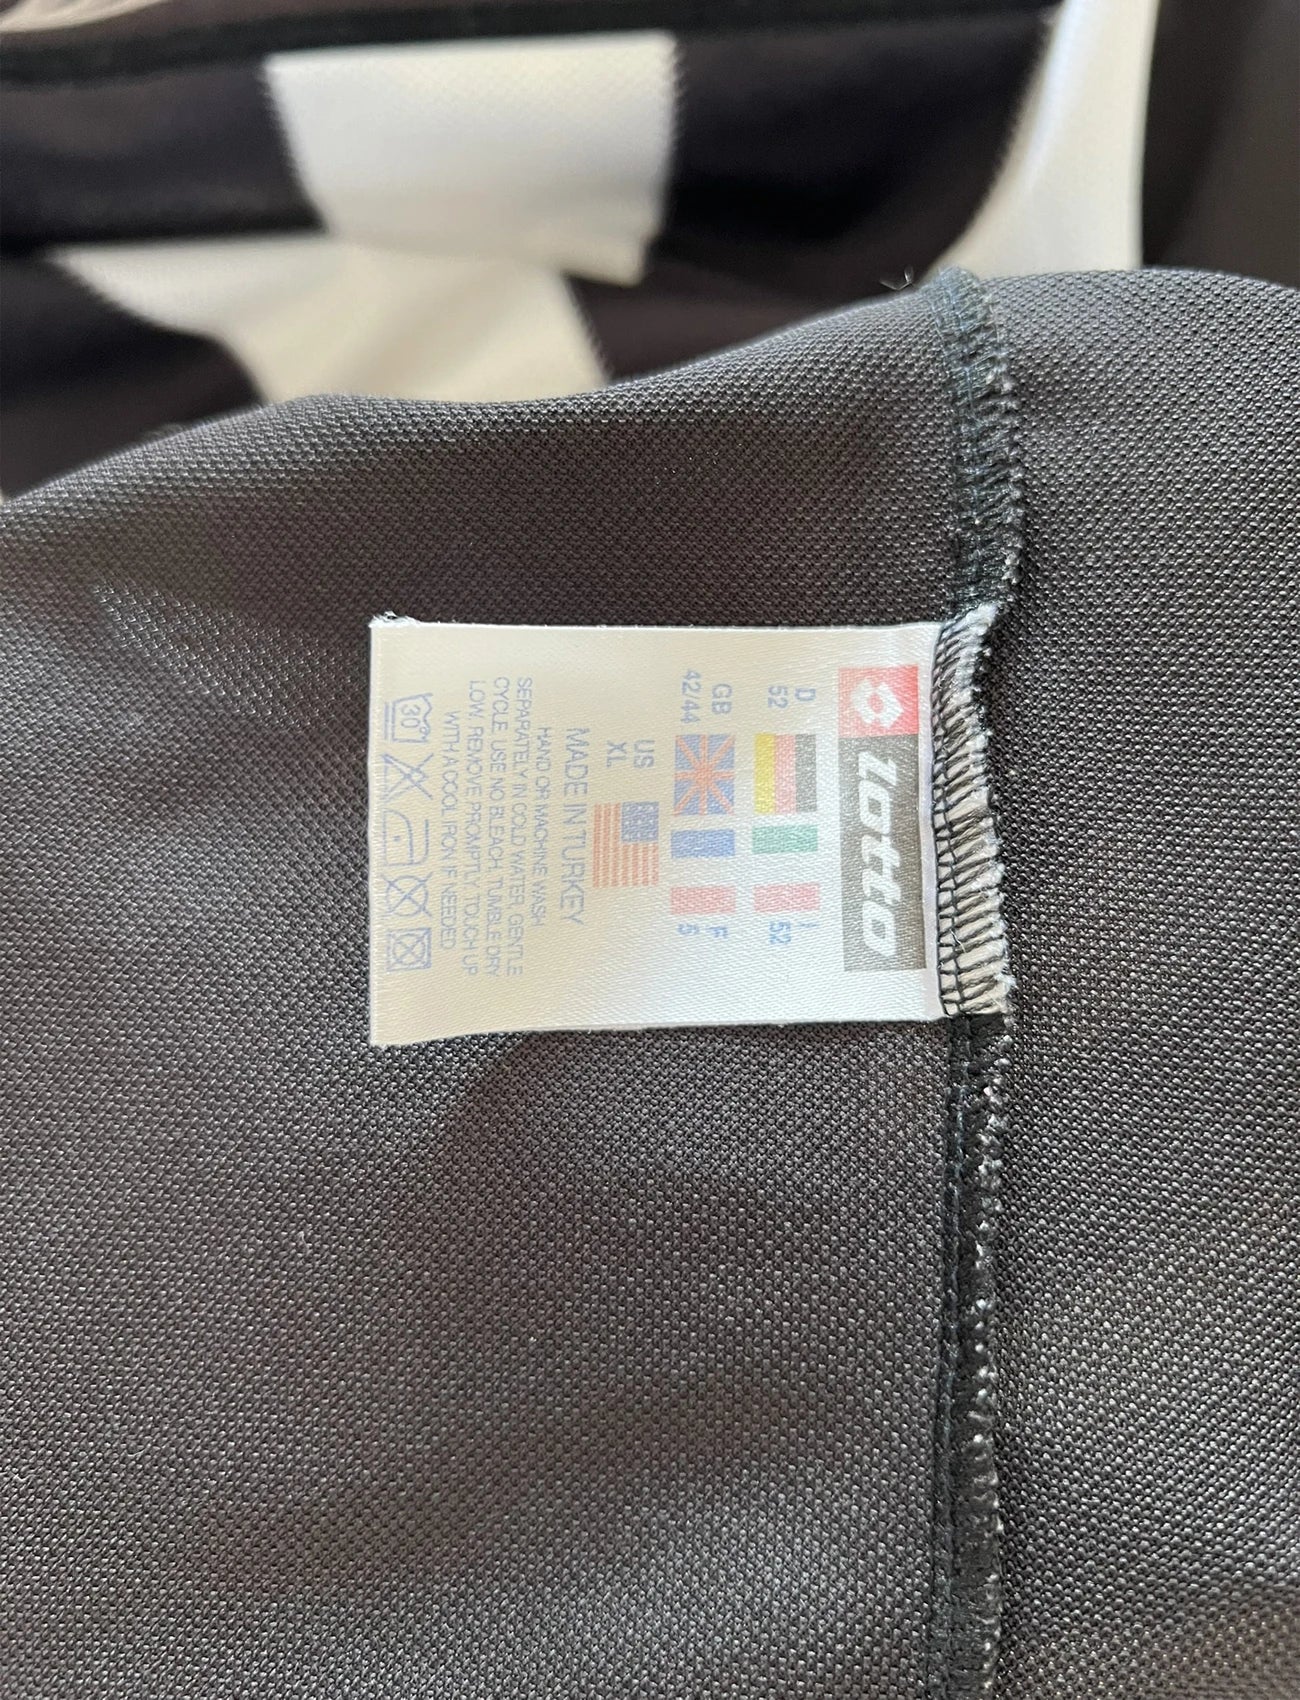 lotto
D I
52 52
GB F
42/44 5
US
XL
MADE IN TURKEY
HAND OR MACHINE WASH
SEPARATELY IN COLD WATER, GENTLE
CYCLE. USE NO BLEACH. TUMBLE DRY
LOW. REMOVE PROMPTLY. TOUCH UP
WITH A COOL IRON IF NEEDED.
30°